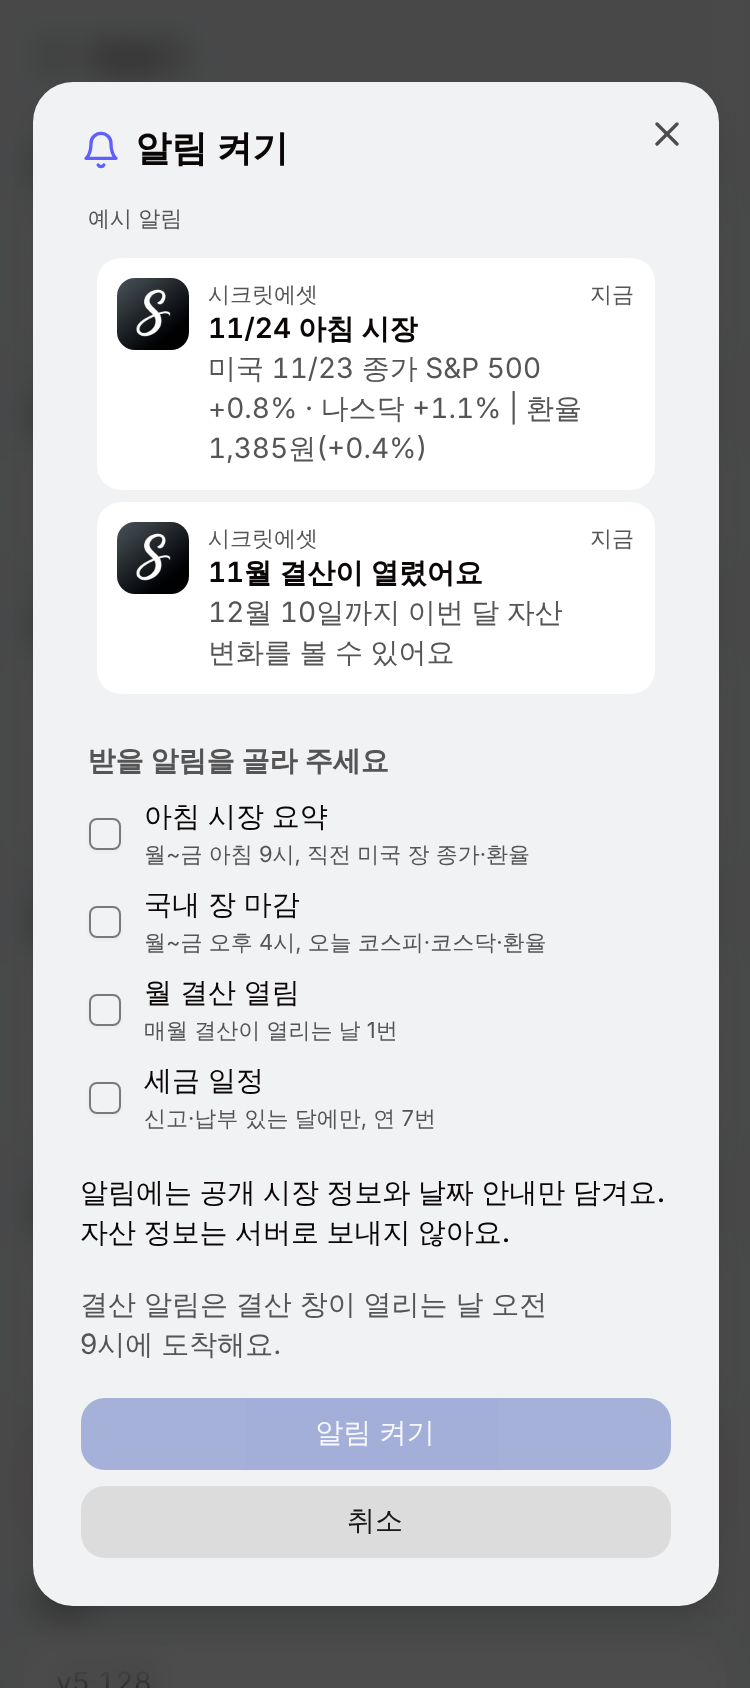 알림 켜기
예시 알림
시크릿에셋 지금
11/24 아침 시장
미국 11/23 종가 S&P 500
+0.8% · 나스닥 +1.1% | 환율
1,385원(+0.4%)
시크릿에셋 지금
11월 결산이 열렸어요
12월 10일까지 이번 달 자산
변화를 볼 수 있어요
받을 알림을 골라 주세요
아침 시장 요약
월~금 아침 9시, 직전 미국 장 종가·환율
국내 장 마감
월~금 오후 4시, 오늘 코스피·코스닥·환율
월 결산 열림
매월 결산이 열리는 날 1번
세금 일정
신고·납부 있는 달에만, 연 7번
알림에는 공개 시장 정보와 날짜 안내만 담겨요.
자산 정보는 서버로 보내지 않아요.
결산 알림은 결산 창이 열리는 날 오전
9시에 도착해요.
알림 켜기
취소
v5.128